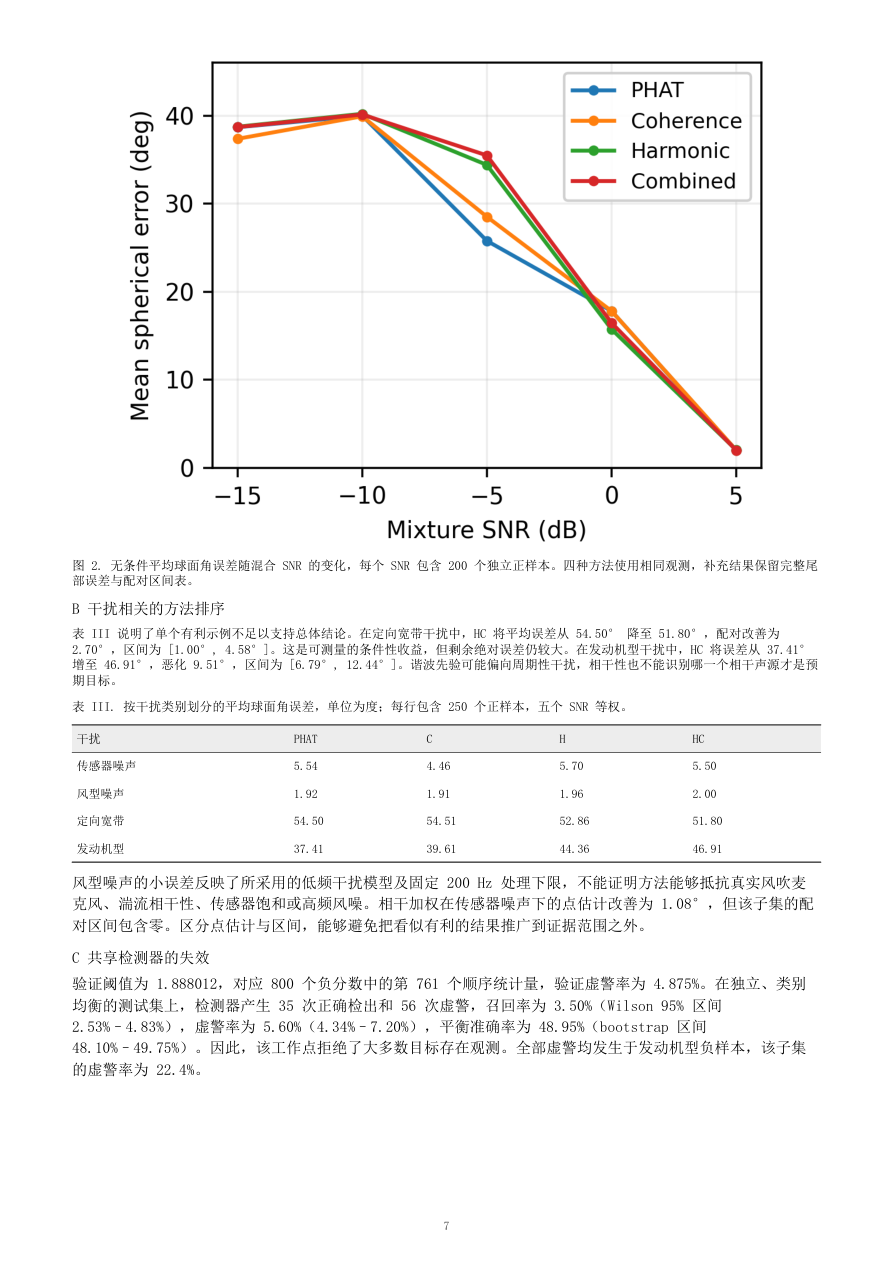 PHAT
Coherence
Harmonic
Combined
Mean spherical error (deg)
40
30
20
10
0
−15
−10
−5
0
5
Mixture SNR (dB)
图 2. 无条件平均球面角误差随混合 SNR 的变化，每个 SNR 包含 200 个独立正样本。四种方法使用相同观测，补充结果保留完整尾
部误差与配对区间表。
B 干扰相关的方法排序
表 III 说明了单个有利示例不足以支持总体结论。在定向宽带干扰中，HC 将平均误差从 54.50° 降至 51.80°，配对改善为
2.70°，区间为 [1.00°, 4.58°]。这是可测量的条件性收益，但剩余绝对误差仍较大。在发动机型干扰中，HC 将误差从 37.41°
增至 46.91°，恶化 9.51°，区间为 [6.79°, 12.44°]。谐波先验可能偏向周期性干扰，相干性也不能识别哪一个相干声源才是预
期目标。
表 III. 按干扰类别划分的平均球面角误差，单位为度；每行包含 250 个正样本，五个 SNR 等权。
干扰 PHAT C H HC
传感器噪声 5.54 4.46 5.70 5.50
风型噪声 1.92 1.91 1.96 2.00
定向宽带 54.50 54.51 52.86 51.80
发动机型 37.41 39.61 44.36 46.91
风型噪声的小误差反映了所采用的低频干扰模型及固定 200 Hz 处理下限，不能证明方法能够抵抗真实风吹麦
克风、湍流相干性、传感器饱和或高频风噪。相干加权在传感器噪声下的点估计改善为 1.08°，但该子集的配
对区间包含零。区分点估计与区间，能够避免把看似有利的结果推广到证据范围之外。
C 共享检测器的失效
验证阈值为 1.888012，对应 800 个负分数中的第 761 个顺序统计量，验证虚警率为 4.875%。在独立、类别
均衡的测试集上，检测器产生 35 次正确检出和 56 次虚警，召回率为 3.50%（Wilson 95% 区间
2.53%–4.83%），虚警率为 5.60%（4.34%–7.20%），平衡准确率为 48.95%（bootstrap 区间
48.10%–49.75%）。因此，该工作点拒绝了大多数目标存在观测。全部虚警均发生于发动机型负样本，该子集
的虚警率为 22.4%。
7